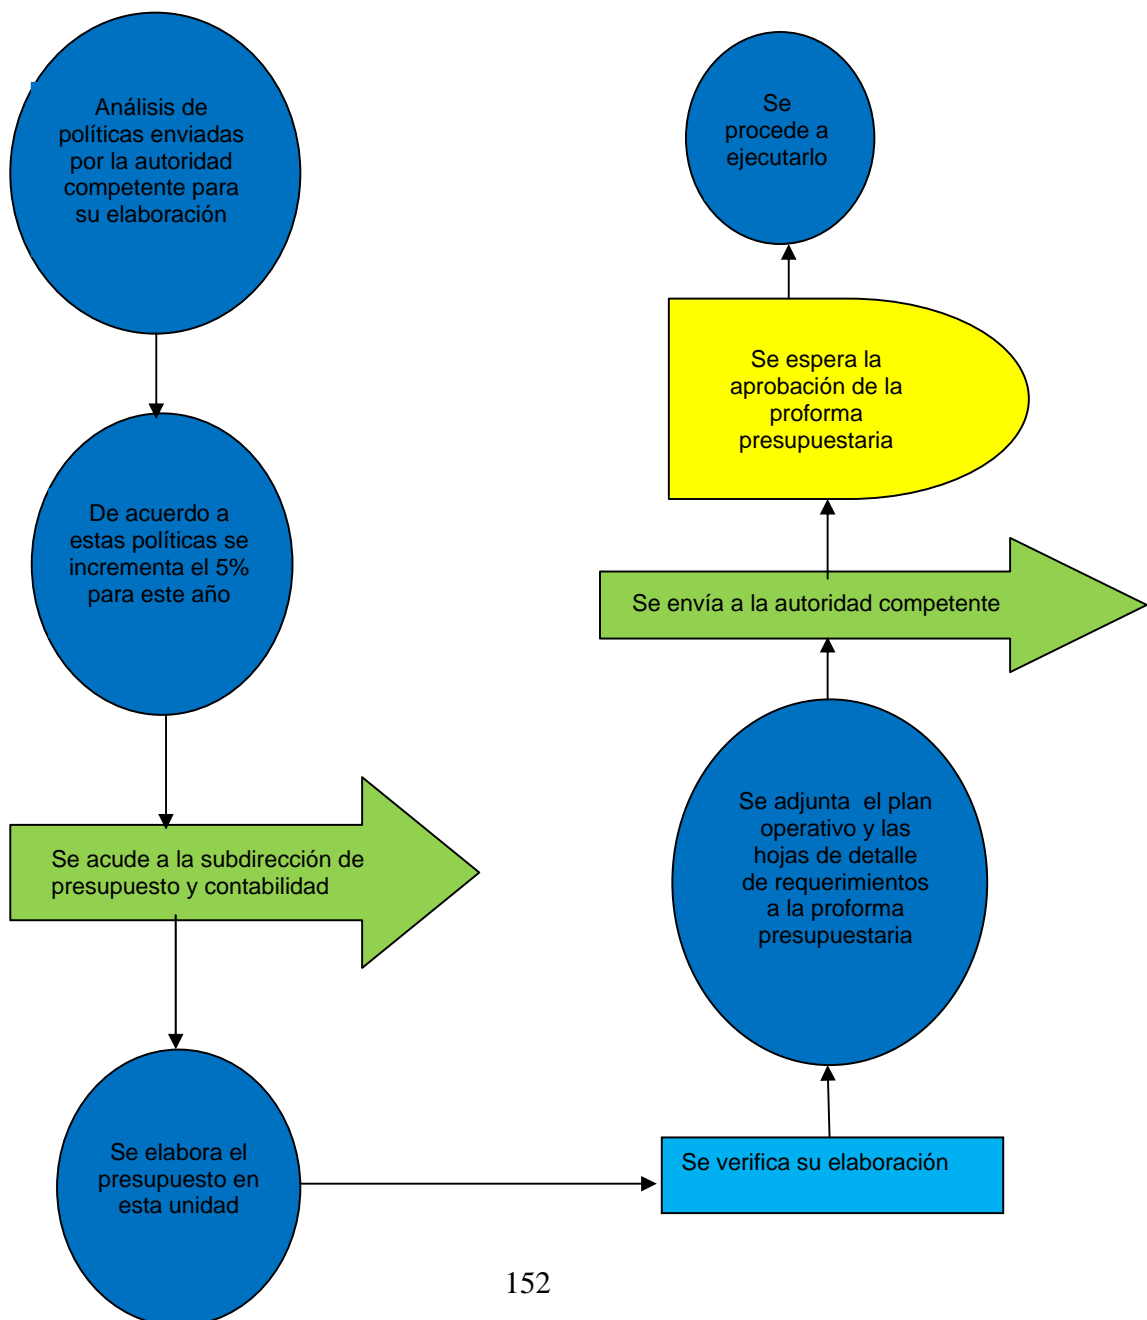 Análisis de
políticas enviadas
por la autoridad
competente para
su elaboración
De acuerdo a
estas políticas se
incrementa el 5%
para este año
Se acude a la subdirección de
presupuesto y contabilidad
Se elabora el
presupuesto en
esta unidad
Se verifica su elaboración
Se adjunta  el plan
operativo y las
hojas de detalle
de requerimientos
a la proforma
presupuestaria
Se envía a la autoridad competente
Se espera la
aprobación de la
proforma
presupuestaria
Se
procede a
ejecutarlo
152